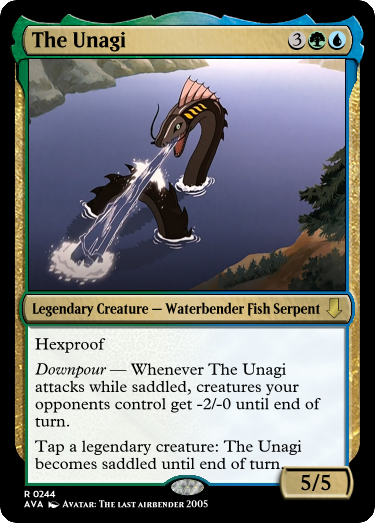 The Unagi 3
Legendary Creature — Waterbender Fish Serpent
Hexproof
Downpour — Whenever The Unagi
attacks while saddled, creatures your
opponents control get -2/-0 until end of
turn.
Tap a legendary creature: The Unagi
becomes saddled until end of turn.
5/5
R 0244
AVA Avatar: The last airbender 2005